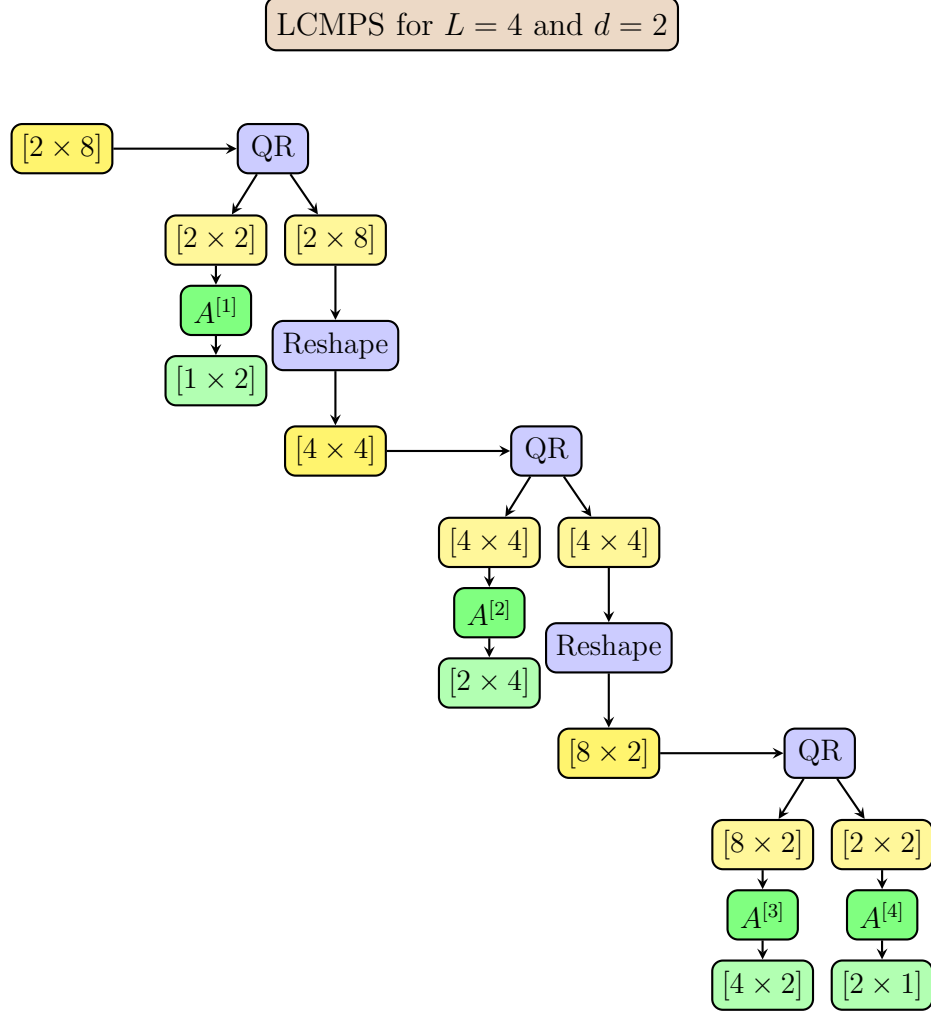 LCMPS for L = 4 and d = 2
[2 × 8]
QR
[2 × 2]
[2 × 8]
A^[1]
Reshape
[1 × 2]
[4 × 4]
QR
[4 × 4]
[4 × 4]
A^[2]
Reshape
[2 × 4]
[8 × 2]
QR
[8 × 2]
[2 × 2]
A^[3]
A^[4]
[4 × 2]
[2 × 1]